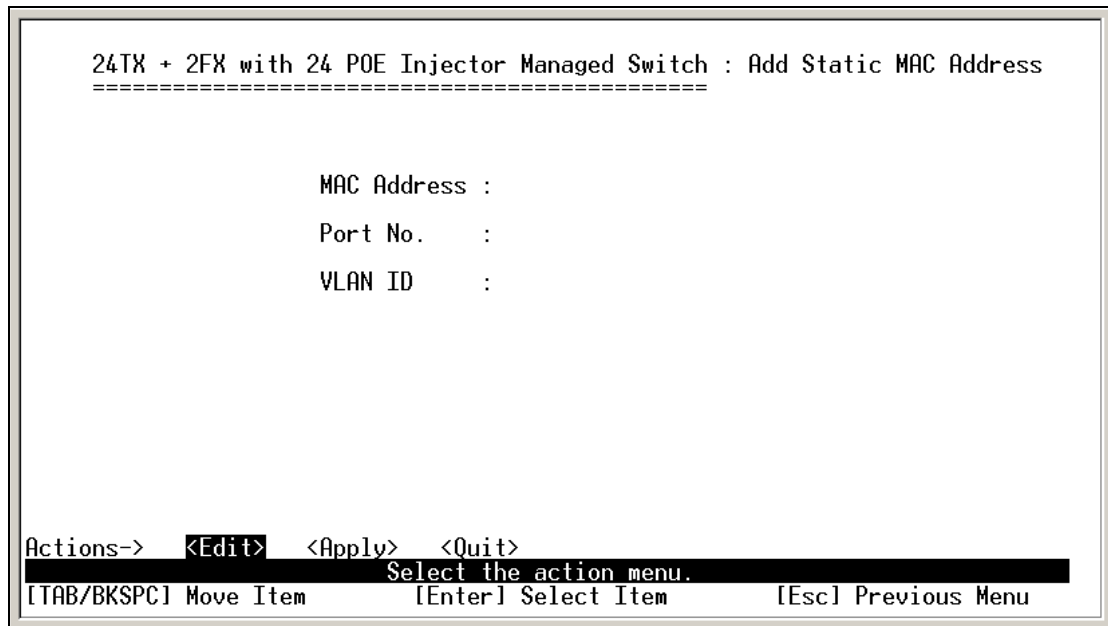 24TX + 2FX with 24 POE Injector Managed Switch : Add Static MAC Address
==============================================
MAC Address :
Port No. :
VLAN ID :
Actions-> <Edit> <Apply> <Quit>
Select the action menu.
[TAB/BKSPC] Move Item [Enter] Select Item [Esc] Previous Menu